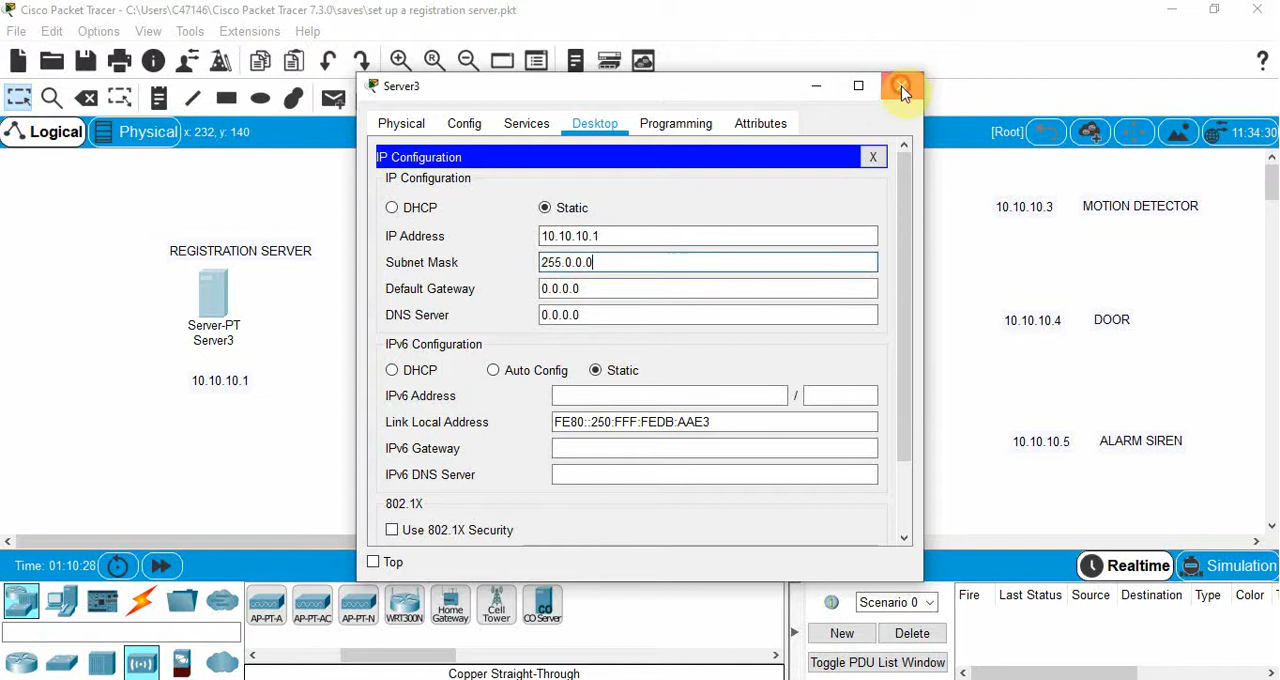 Cisco Packet Tracer - C:\Users\C47146\Cisco Packet Tracer 7.3.0\saves\set up a registration server.pkt
File Edit Options View Tools Extensions Help
?
Server3
Logical Physical x: 232, y: 140
[Root] 11:34:30
Physical Config Services Desktop Programming Attributes
IP Configuration X
IP Configuration
DHCP Static
IP Address 10.10.10.1
Subnet Mask 255.0.0.0
Default Gateway 0.0.0.0
DNS Server 0.0.0.0
IPv6 Configuration
DHCP Auto Config Static
IPv6 Address /
Link Local Address FE80::250:FFF:FEDB:AAE3
IPv6 Gateway
IPv6 DNS Server
802.1X
Use 802.1X Security
Top
REGISTRATION SERVER
Server-PT
Server3
10.10.10.1
10.10.10.3 MOTION DETECTOR
10.10.10.4 DOOR
10.10.10.5 ALARM SIREN
Time: 01:10:28
Realtime Simulation
AP-PT-A AP-PT-AC AP-PT-N WRT300N Home Gateway Cell Tower CO Server
CO
Copper Straight-Through
Scenario 0
New Delete
Toggle PDU List Window
Fire Last Status Source Destination Type Color